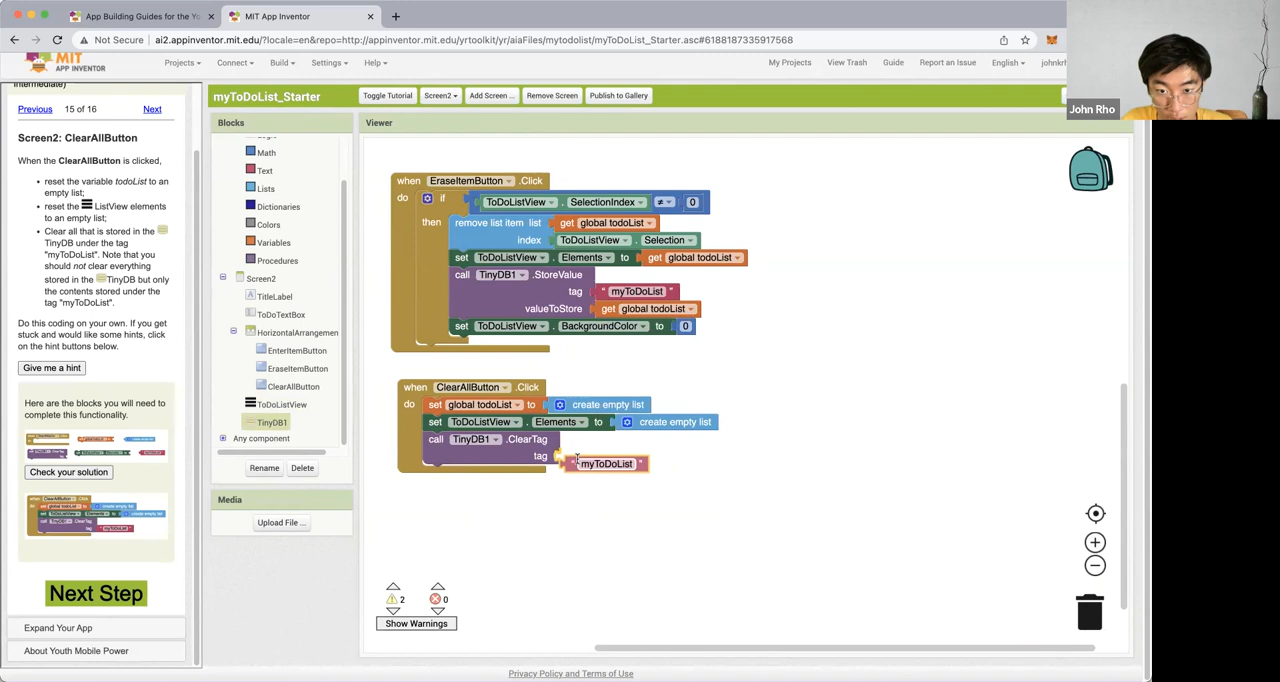 App Building Guides for the Yo
MIT App Inventor
Not Secure
ai2.appinventor.mit.edu/?locale=en&repo=http://appinventor.mit.edu/yrtoolkit/yr/aiaFiles/mytodolist/myToDoList_Starter.asc#6188187335917568
MIT
APP INVENTOR
Projects
Connect
Build
Settings
Help
My Projects
View Trash
Guide
Report an Issue
English
johnkrh
John Rho
Intermediate)
Previous
15 of 16
Next
Screen2: ClearAllButton
When the ClearAllButton is clicked,
• reset the variable todoList to an
empty list;
• reset the ListView elements
to an empty list;
• Clear all that is stored in the
TinyDB under the tag
"myToDoList". Note that you
should not clear everything
stored in the TinyDB but only
the contents stored under the
tag "myToDoList".
Do this coding on your own. If you get
stuck and would like some hints, click
on the hint buttons below.
Give me a hint
Here are the blocks you will need to
complete this functionality.
Check your solution
Next Step
Expand Your App
About Youth Mobile Power
myToDoList_Starter
Toggle Tutorial
Screen2
Add Screen ...
Remove Screen
Publish to Gallery
Blocks
Math
Text
Lists
Dictionaries
Colors
Variables
Procedures
Screen2
TitleLabel
ToDoTextBox
HorizontalArrangemen
EnterItemButton
EraseItemButton
ClearAllButton
ToDoListView
TinyDB1
Any component
Rename
Delete
Media
Upload File ...
Viewer
when EraseItemButton .Click
do if ToDoListView . SelectionIndex ≠ 0
then remove list item list get global todoList
index ToDoListView . Selection
set ToDoListView . Elements to get global todoList
call TinyDB1 .StoreValue
tag " myToDoList "
valueToStore get global todoList
set ToDoListView . BackgroundColor to 0
when ClearAllButton .Click
do set global todoList to create empty list
set ToDoListView . Elements to create empty list
call TinyDB1 .ClearTag
tag
" myToDoList "
2
0
Show Warnings
Privacy Policy and Terms of Use